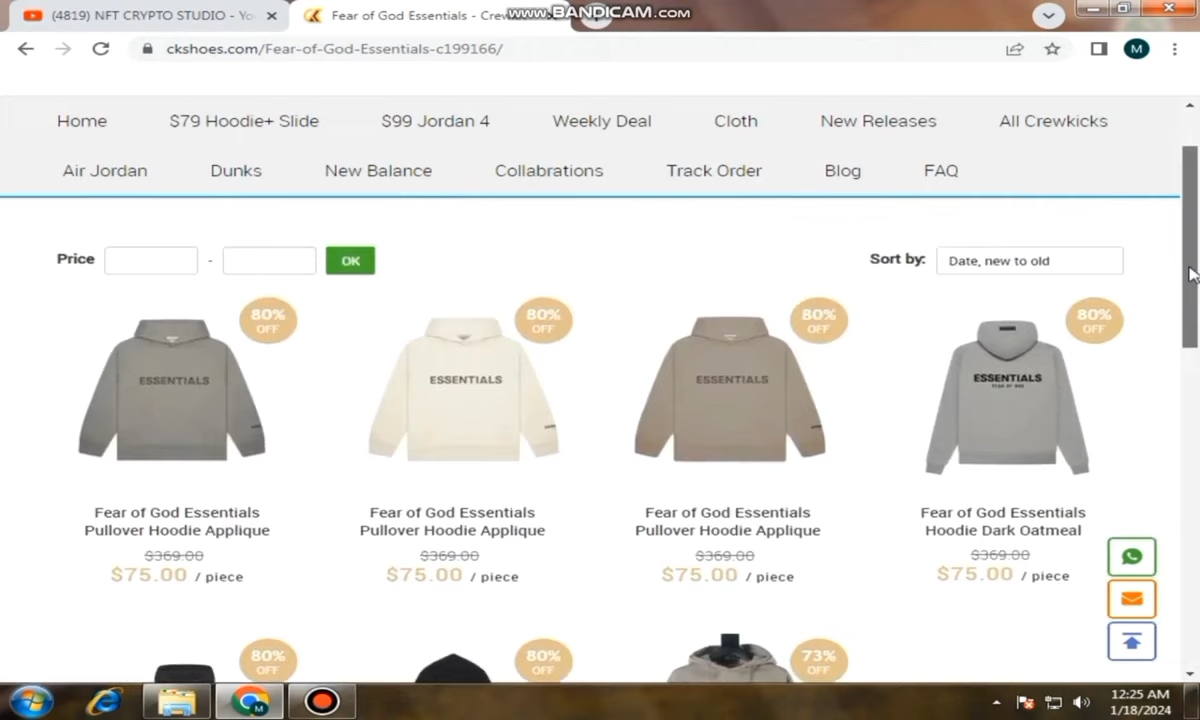 (4819) NFT CRYPTO STUDIO - Yo
Fear of God Essentials - Crew
www.BANDICAM.com
ckshoes.com/Fear-of-God-Essentials-c199166/
M
Home $79 Hoodie+ Slide $99 Jordan 4 Weekly Deal Cloth New Releases All Crewkicks
Air Jordan Dunks New Balance Collabrations Track Order Blog FAQ
Price - OK Sort by: Date, new to old
80% OFF 80% OFF 80% OFF 80% OFF
ESSENTIALS ESSENTIALS ESSENTIALS ESSENTIALS
FEAR OF GOD
Fear of God Essentials Fear of God Essentials Fear of God Essentials Fear of God Essentials
Pullover Hoodie Applique Pullover Hoodie Applique Pullover Hoodie Applique Hoodie Dark Oatmeal
$369.00 $369.00 $369.00 $369.00
$75.00 / piece $75.00 / piece $75.00 / piece $75.00 / piece
80% OFF 80% OFF 73% OFF
12:25 AM
1/18/2024